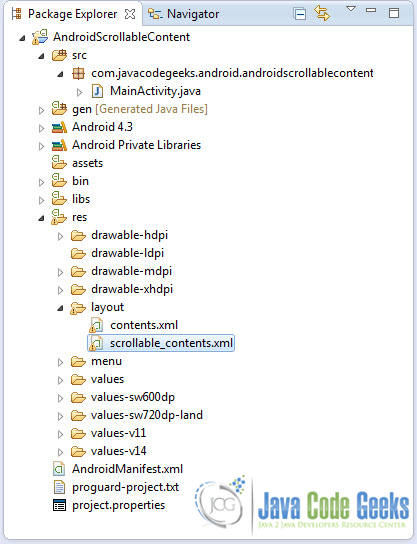 Package Explorer
Navigator
AndroidScrollableContent
src
com.javacodegeeks.android.androidscrollablecontent
MainActivity.java
gen [Generated Java Files]
Android 4.3
Android Private Libraries
assets
bin
libs
res
drawable-hdpi
drawable-ldpi
drawable-mdpi
drawable-xhdpi
layout
contents.xml
scrollable_contents.xml
menu
values
values-sw600dp
values-sw720dp-land
values-v11
values-v14
AndroidManifest.xml
proguard-project.txt
project.properties
JCG
Java Code Geeks
Java 2 Java Developers Resource Center